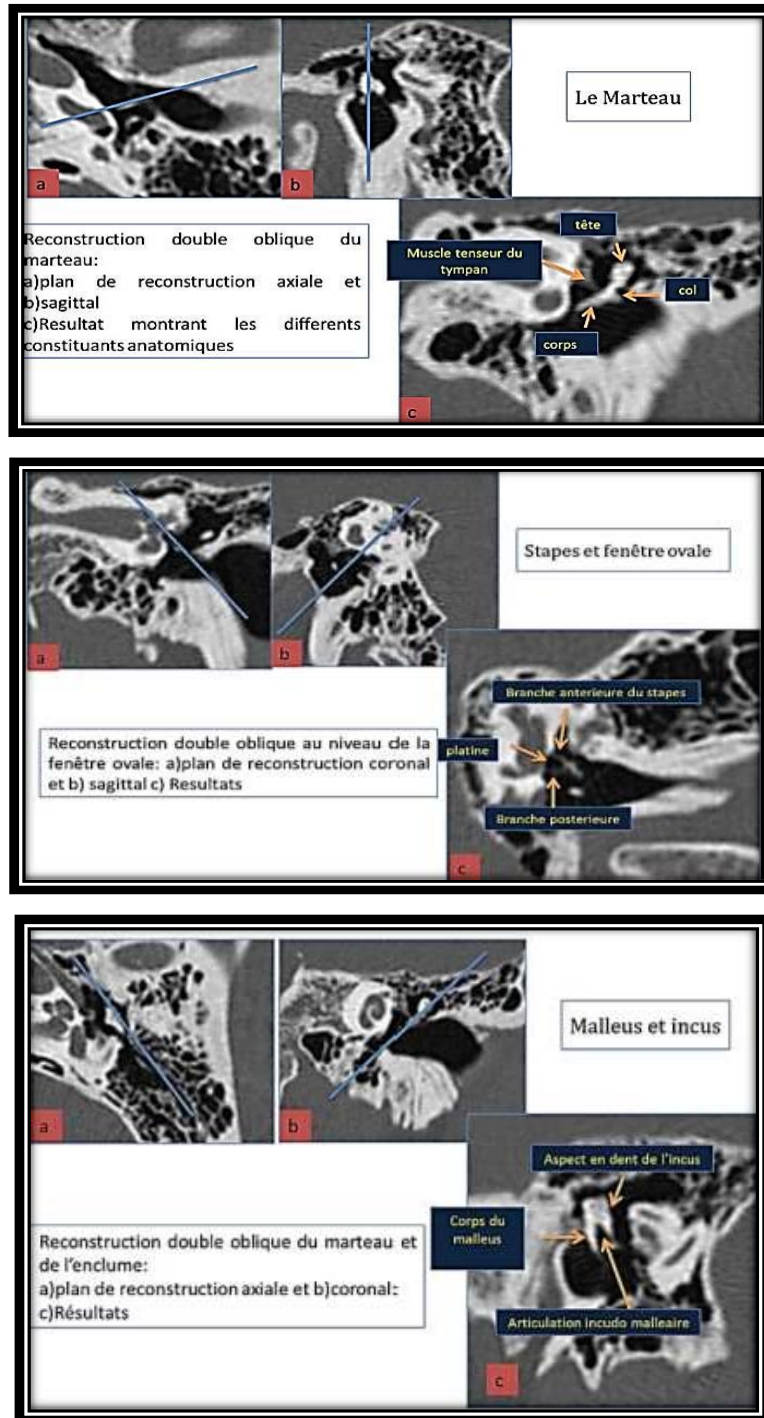 Le Marteau
a
b
Reconstruction double oblique du
marteau:
a)plan de reconstruction axiale et
b)sagittal
c)Resultat montrant les differents
constituants anatomiques
tête
Muscle tenseur du
tympan
col
corps
c
Stapes et fenêtre ovale
a
b
Reconstruction double oblique au niveau de la
fenêtre ovale: a)plan de reconstruction coronal
et b) sagittal c) Resultats
Branche anterieure du stapes
platine
Branche posterieure
c
Malleus et incus
a
b
Reconstruction double oblique du marteau et
de l'enclume:
a)plan de reconstruction axiale et b)coronal:
c)Résultats
Aspect en dent de l'incus
Corps du
malleus
Articulation incudo malleaire
c